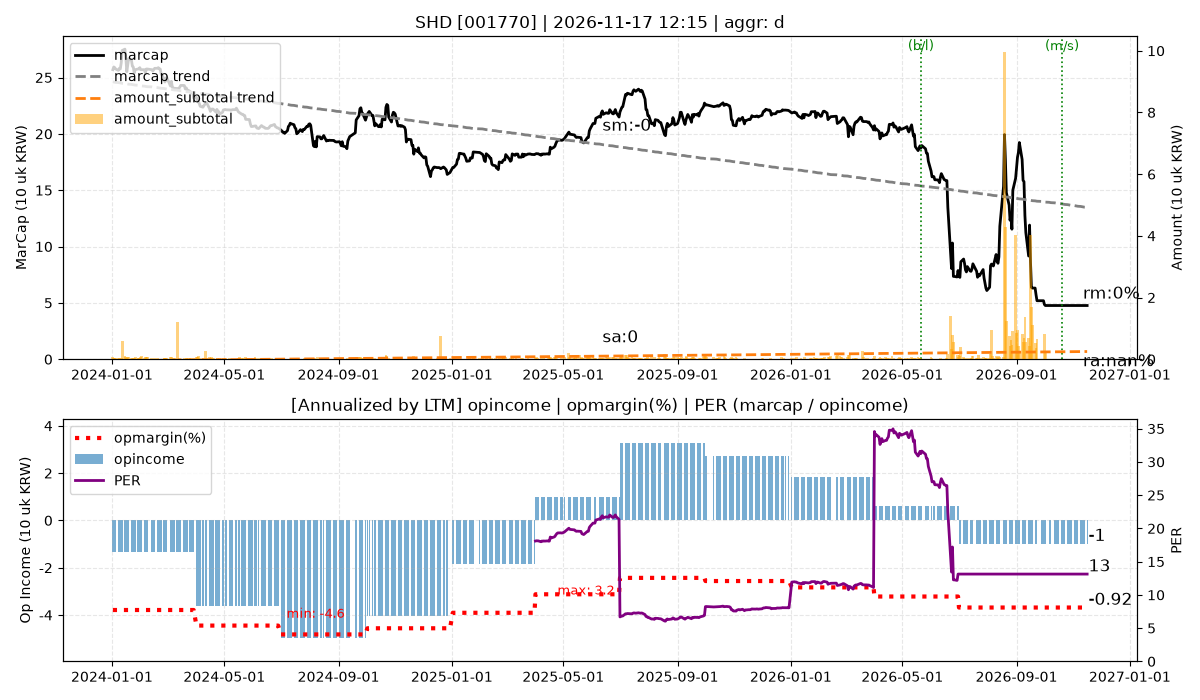 SHD [001770] | 2026-11-17 12:15 | aggr: d
(b/l)
(m/s)
marcap
marcap trend
amount_subtotal trend
amount_subtotal
MarCap (10 uk KRW)
25
20
15
10
5
0
Amount (10 uk KRW)
10
8
6
4
2
0
sm:-0
sa:0
rm:0%
ra:nan%
2024-01-01
2024-05-01
2024-09-01
2025-01-01
2025-05-01
2025-09-01
2026-01-01
2026-05-01
2026-09-01
2027-01-01
[Annualized by LTM] opincome | opmargin(%) | PER (marcap / opincome)
opmargin(%)
opincome
PER
Op Income (10 uk KRW)
4
2
0
-2
-4
PER
35
30
25
20
15
10
5
0
min: -4.6
max: 3.2
-1
13
-0.92
2024-01-01
2024-05-01
2024-09-01
2025-01-01
2025-05-01
2025-09-01
2026-01-01
2026-05-01
2026-09-01
2027-01-01